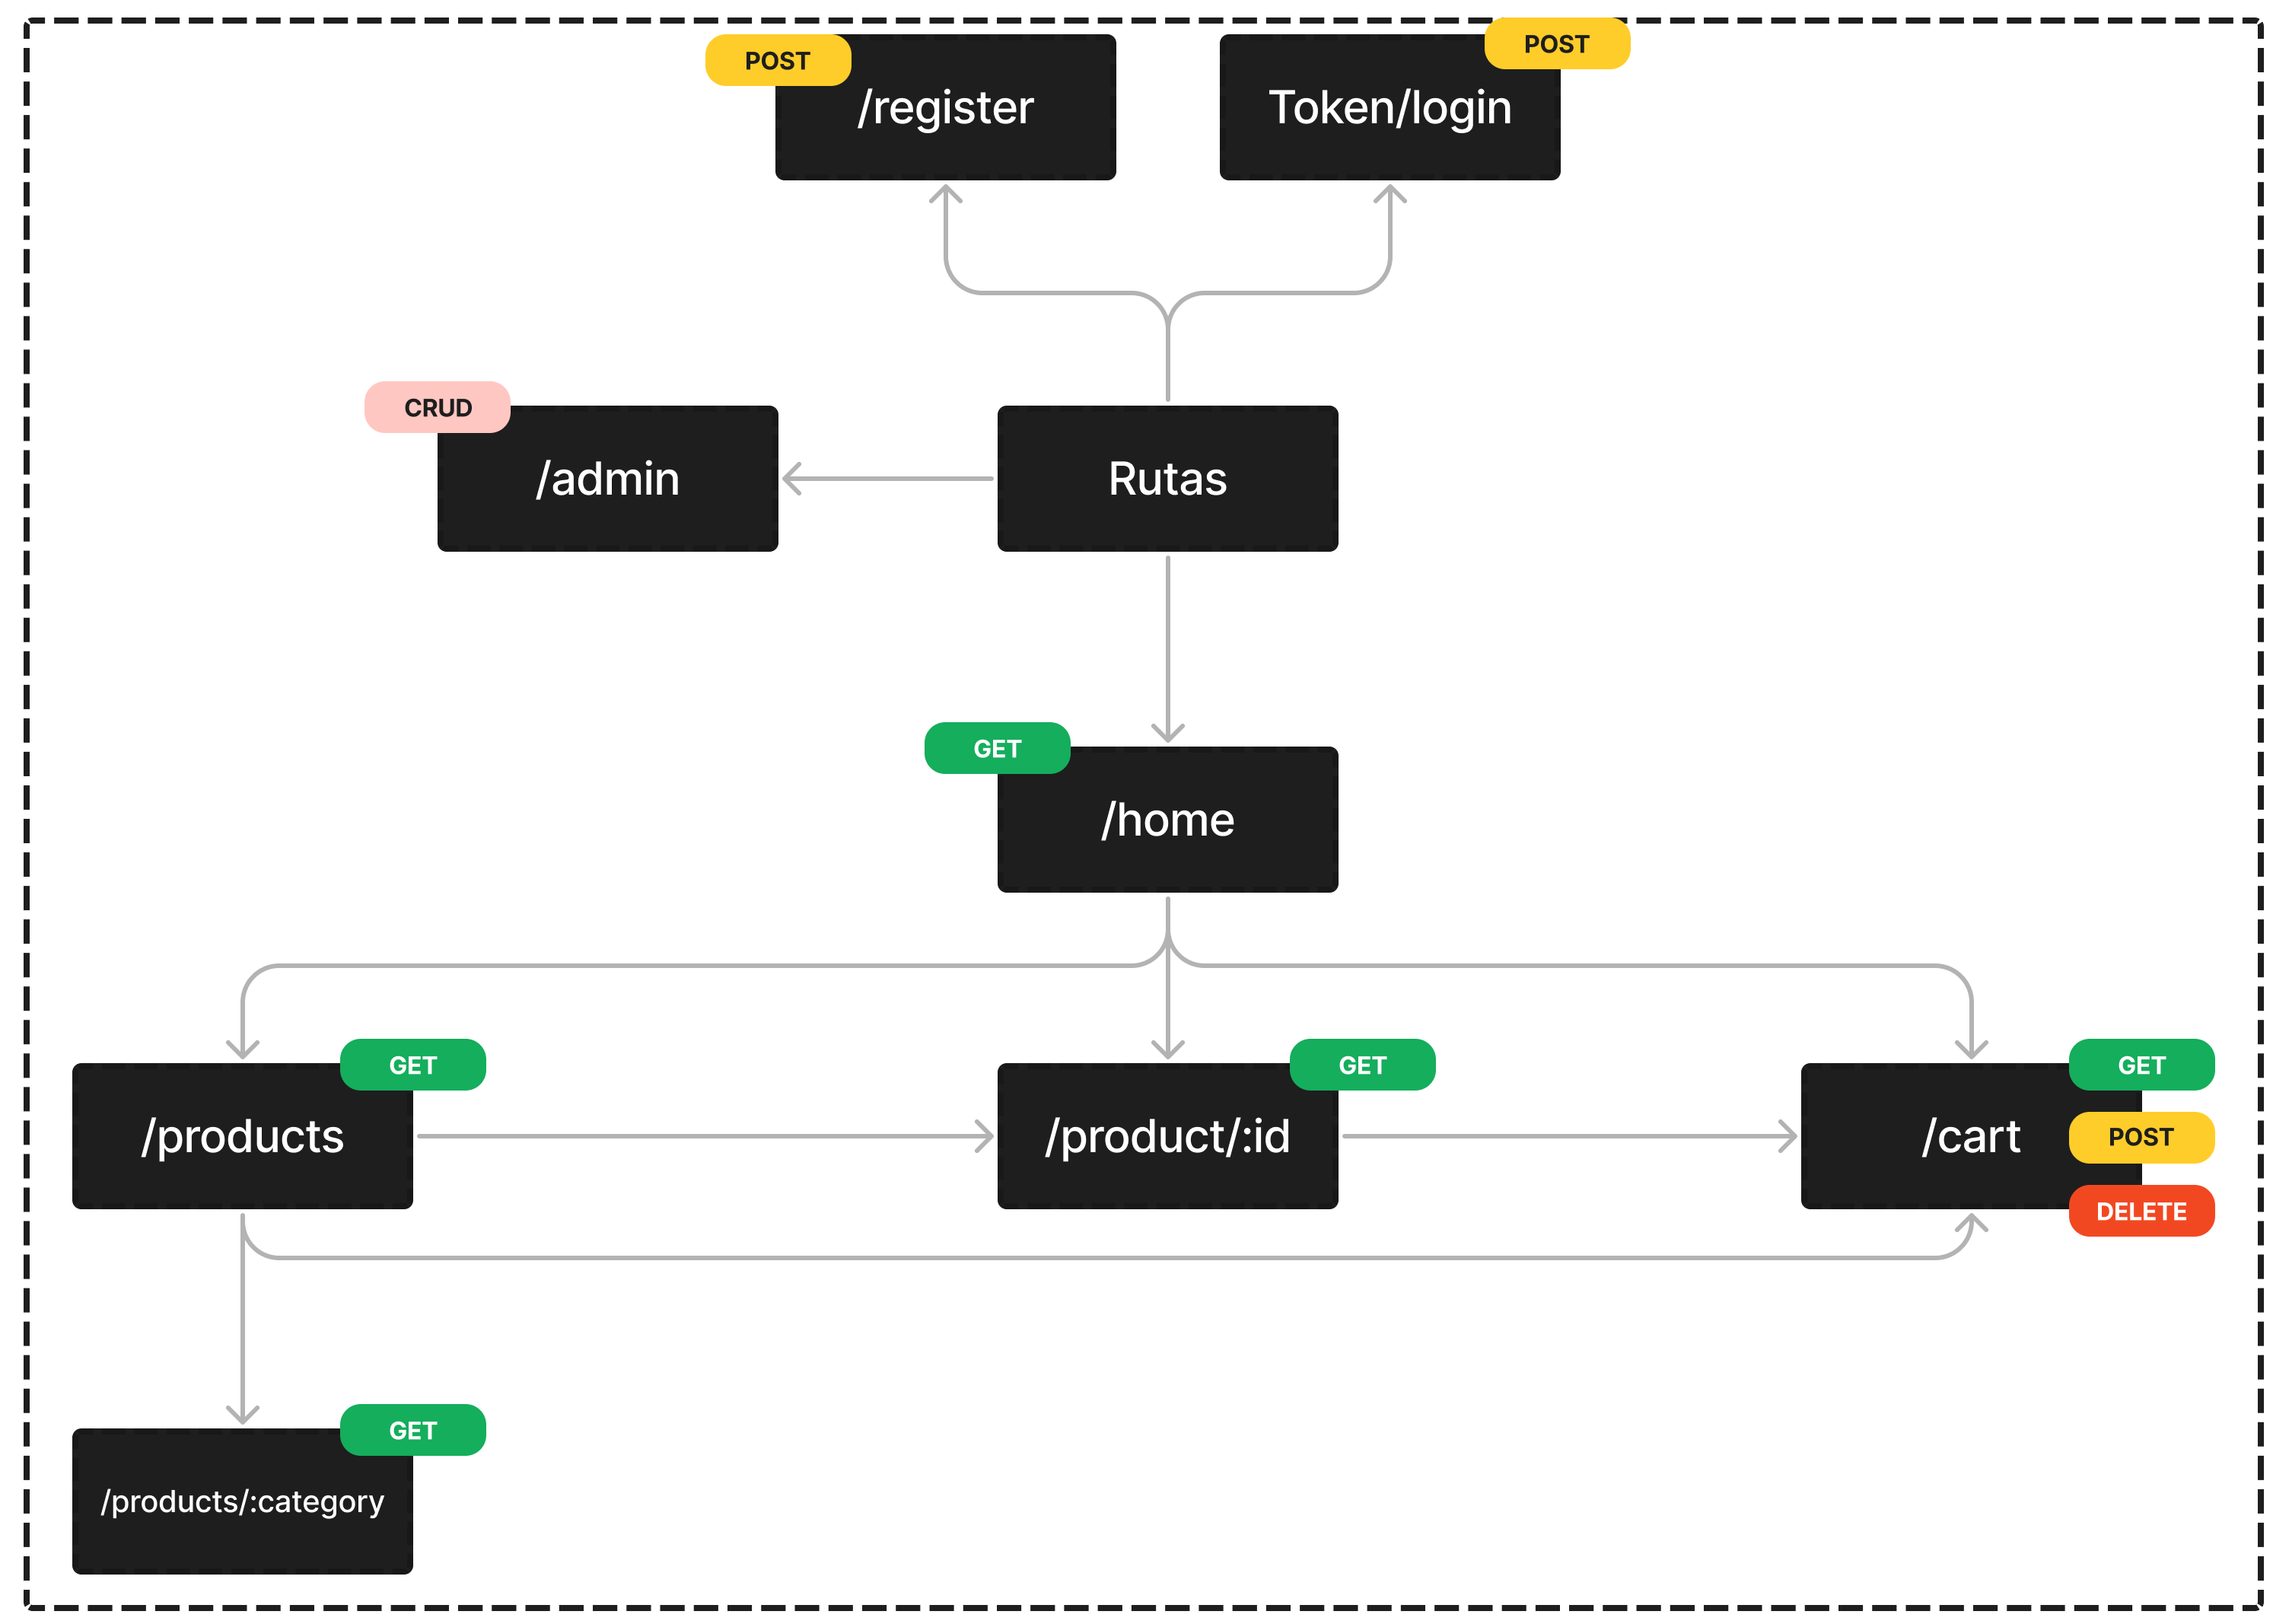 POST
/register
POST
Token/login
CRUD
/admin
Rutas
GET
/home
GET
/products
GET
/product/:id
GET
/cart
POST
DELETE
GET
/products/:category